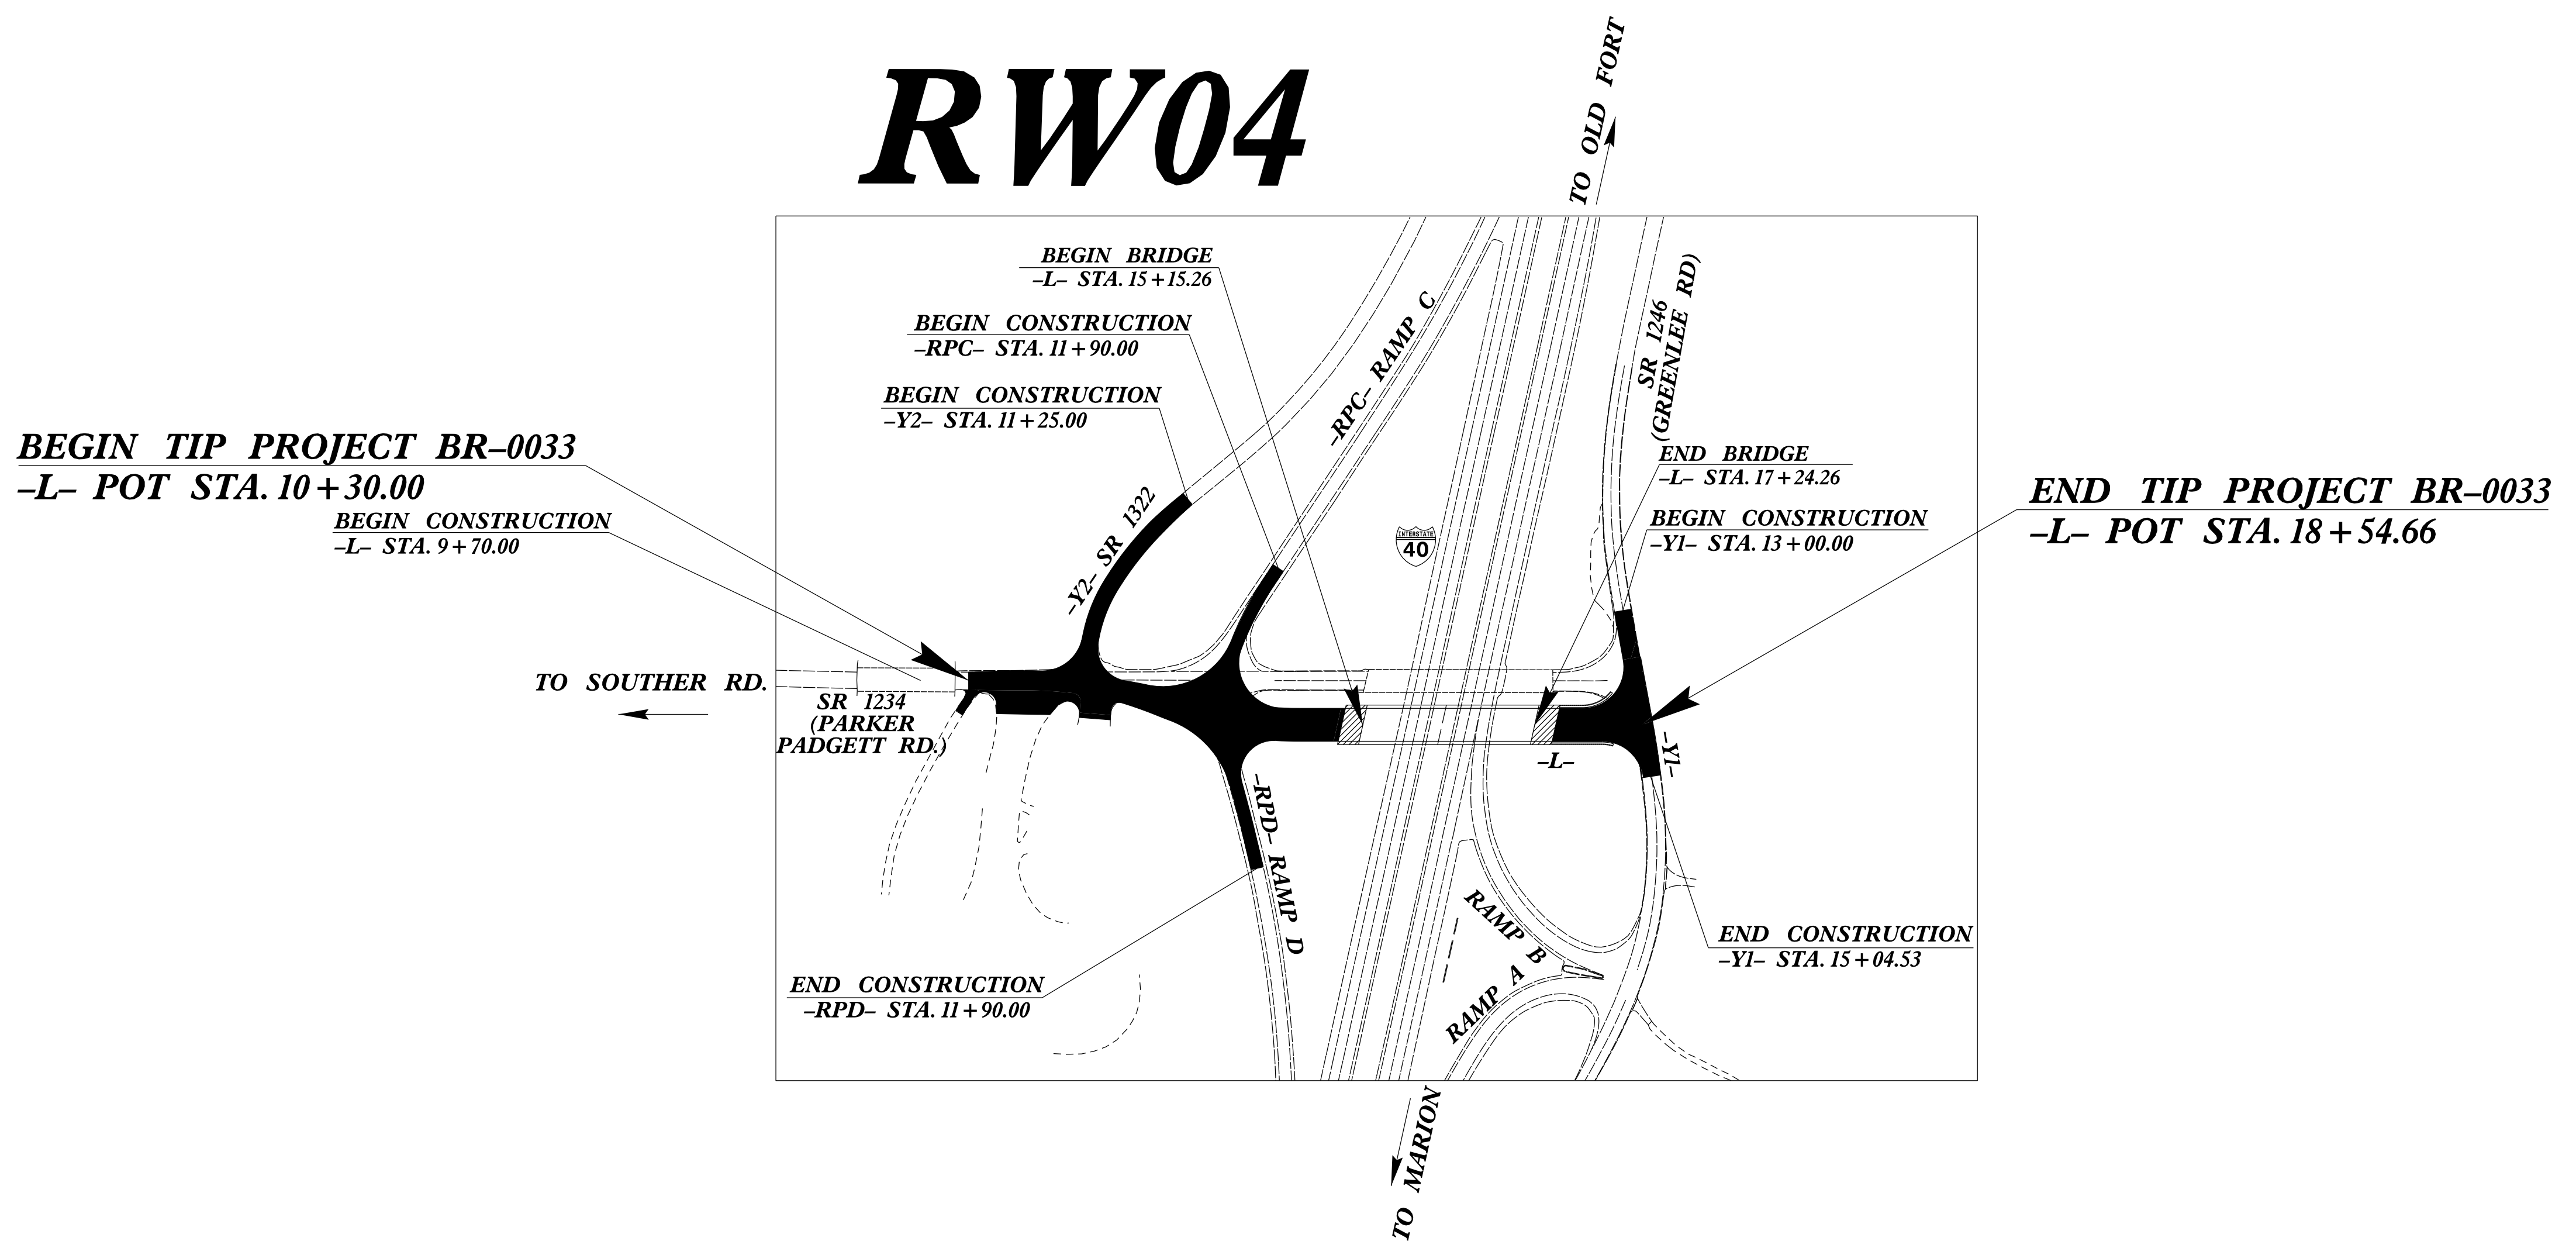 RW04
TO OLD FORT
BEGIN BRIDGE
–L– STA. 15+15.26
BEGIN CONSTRUCTION
–RPC– STA. 11+90.00
BEGIN CONSTRUCTION
–Y2– STA. 11+25.00
–RPC– RAMP C
SR 1246
(GREENLEE RD)
BEGIN TIP PROJECT BR–0033
–L– POT STA. 10+30.00
BEGIN CONSTRUCTION
–L– STA. 9+70.00
–Y2– SR 1322
INTERSTATE
40
END BRIDGE
–L– STA. 17+24.26
BEGIN CONSTRUCTION
–Y1– STA. 13+00.00
END TIP PROJECT BR–0033
–L– POT STA. 18+54.66
TO SOUTHER RD.
SR 1234
(PARKER
PADGETT RD.)
–L–
–Y1–
–RPD– RAMP D
RAMP B
RAMP A
END CONSTRUCTION
–Y1– STA. 15+04.53
END CONSTRUCTION
–RPD– STA. 11+90.00
TO MARION